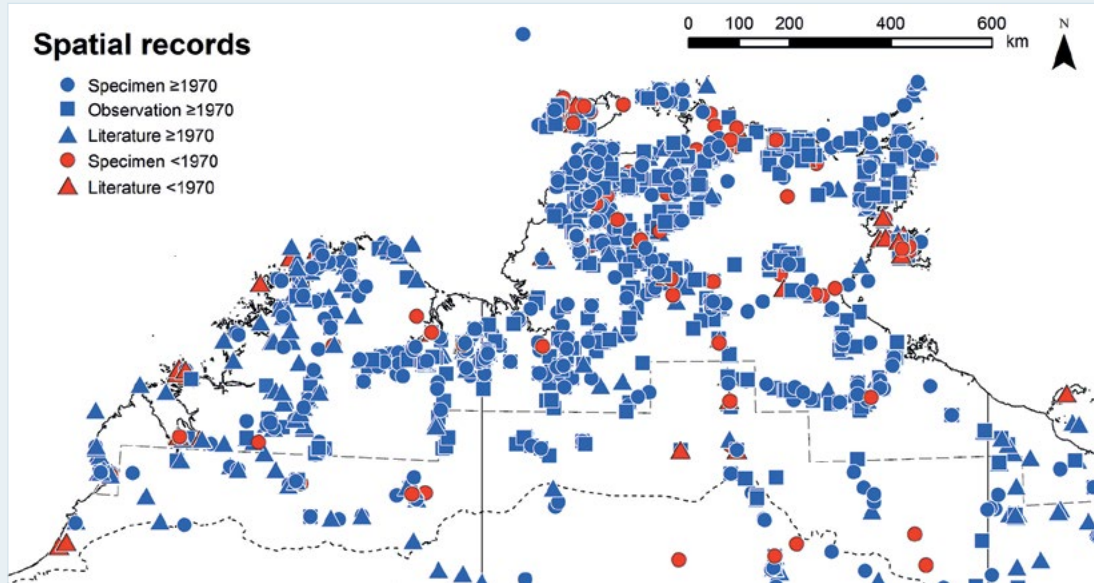 Spatial records
Specimen ≥1970
Observation ≥1970
Literature ≥1970
Specimen <1970
Literature <1970
0 100 200 400 600
km
N